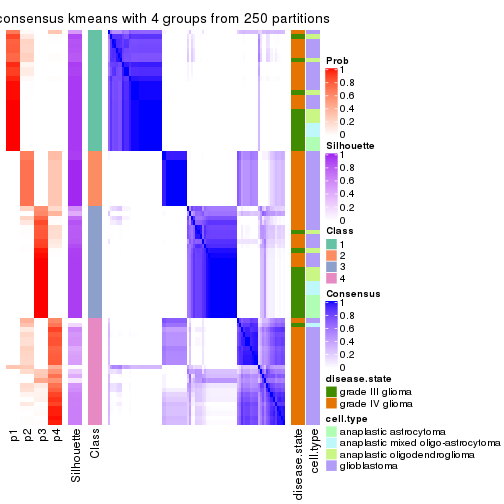 consensus kmeans with 4 groups from 250 partitions
Prob
1
0.8
0.6
0.4
0.2
0
Silhouette
1
0.8
0.6
0.4
0.2
0
Class
1
2
3
4
Consensus
1
0.8
0.6
0.4
0.2
0
disease.state
grade III glioma
grade IV glioma
cell.type
anaplastic astrocytoma
anaplastic mixed oligo-astrocytoma
anaplastic oligodendroglioma
glioblastoma
p1
p2
p3
p4
Silhouette
Class
disease.state
cell.type